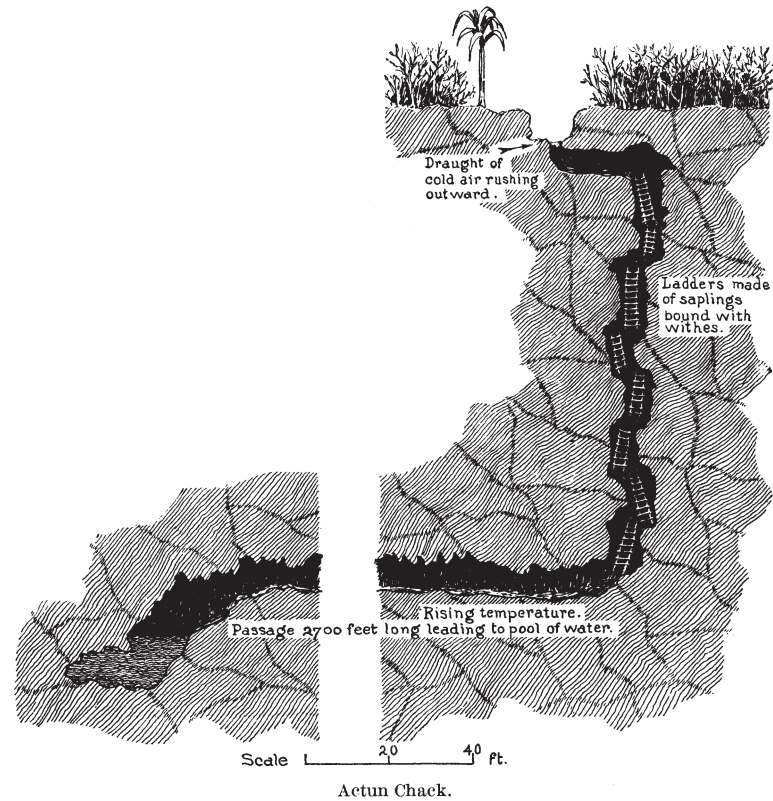 Draught of
cold air rushing
outward.
Ladders made
of saplings
bound with
withes.
Rising temperature.
Passage 2700 feet long leading to pool of water.
20 40
Scale ft.
Actun Chack.